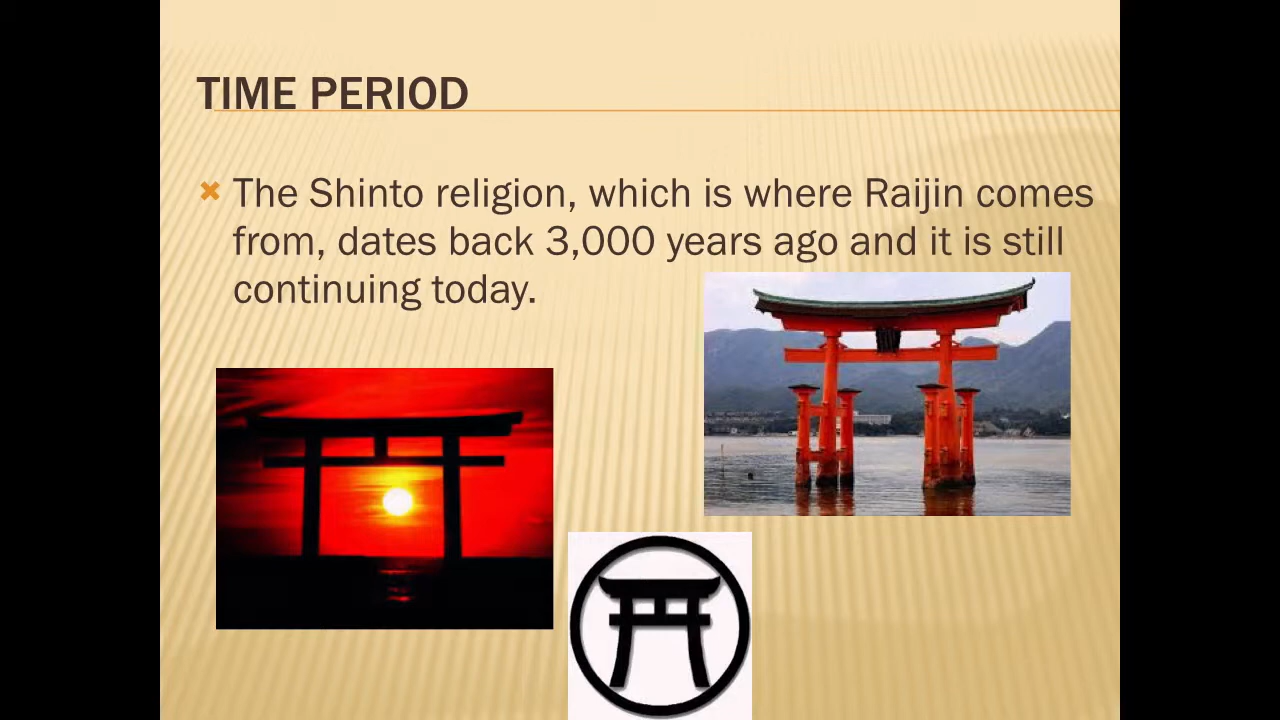 TIME PERIOD
The Shinto religion, which is where Raijin comes
from, dates back 3,000 years ago and it is still
continuing today.